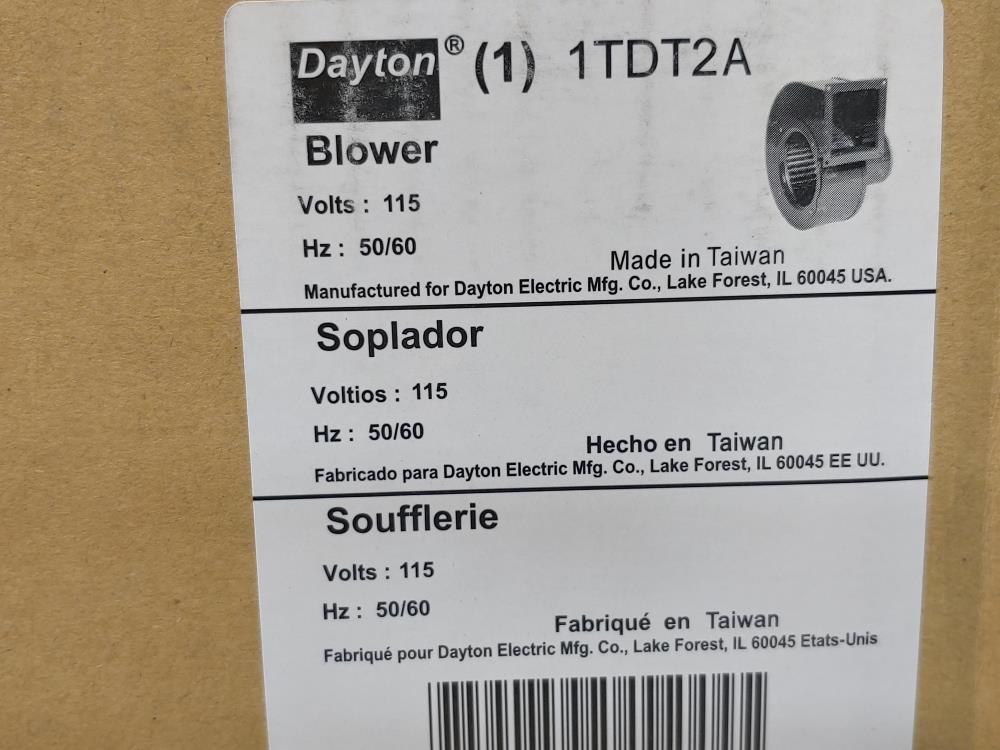 Dayton® (1) 1TDT2A
Blower
Volts : 115
Hz : 50/60
Made in Taiwan
Manufactured for Dayton Electric Mfg. Co., Lake Forest, IL 60045 USA.
Soplador
Voltios : 115
Hz : 50/60
Hecho en Taiwan
Fabricado para Dayton Electric Mfg. Co., Lake Forest, IL 60045 EE UU.
Soufflerie
Volts : 115
Hz : 50/60
Fabriqué en Taiwan
Fabriqué pour Dayton Electric Mfg. Co., Lake Forest, IL 60045 Etats-Unis